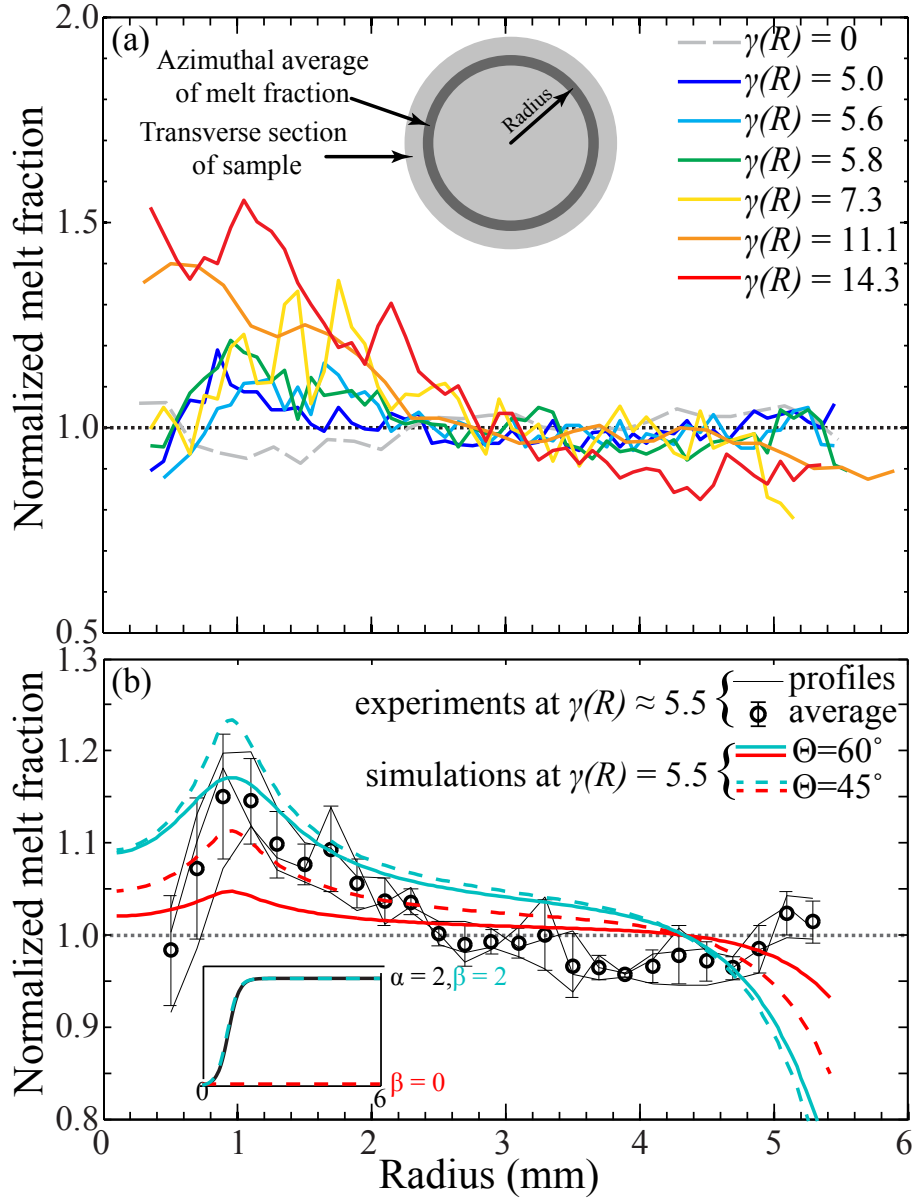 (a)
Azimuthal average
of melt fraction
Transverse section
of sample
Radius
γ(R) = 0
γ(R) = 5.0
γ(R) = 5.6
γ(R) = 5.8
γ(R) = 7.3
γ(R) = 11.1
γ(R) = 14.3
Normalized melt fraction
2.0
1.5
1.0
0.5
(b)
experiments at γ(R) ≈ 5.5
profiles
average
simulations at γ(R) = 5.5
Θ=60°
Θ=45°
Normalized melt fraction
1.3
1.2
1.1
1.0
0.9
0.8
α = 2, β = 2
β = 0
0
6
0 1 2 3 4 5 6
Radius (mm)